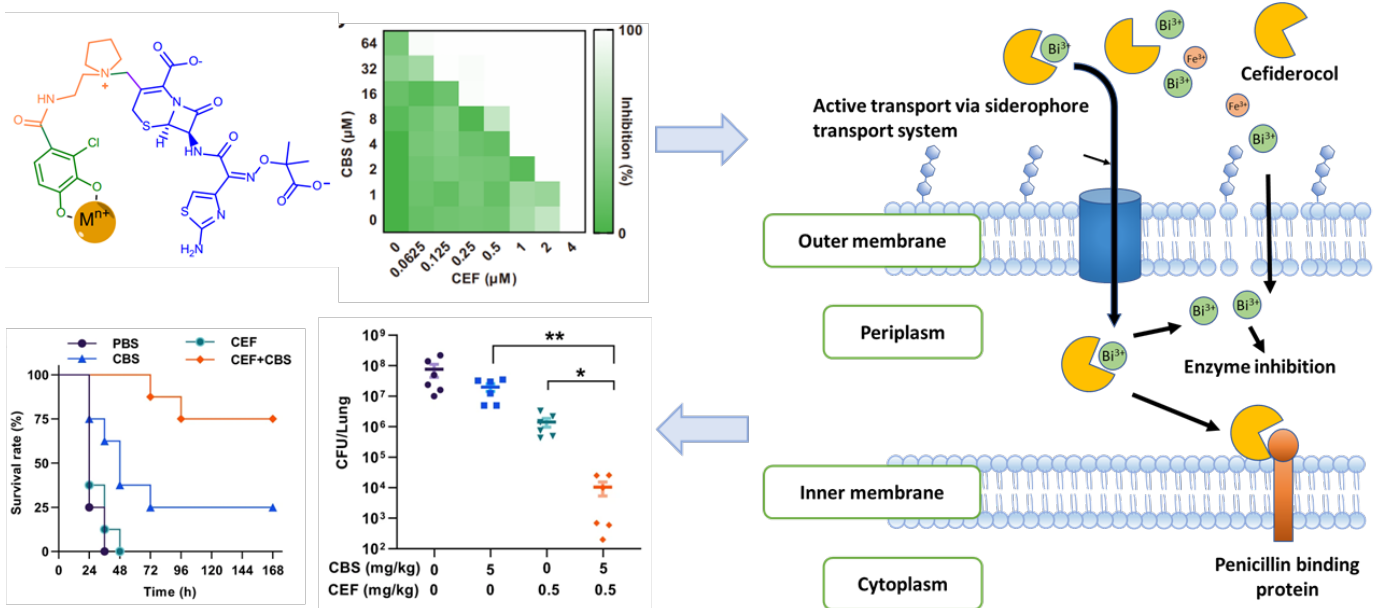 N
+
HN
O
Cl
O
O
Mⁿ⁺
O
O-
N
O
S
H
HN
O
N
O
O
O-
S
N
H₂N
CBS (μM)
64
32
16
8
4
2
1
0
0
0.0625
0.125
0.25
0.5
1
2
4
CEF (μM)
100
Inhibition (%)
0
Bi³⁺
Bi³⁺
Fe³⁺
Bi³⁺
Cefiderocol
Fe³⁺
Bi³⁺
Active transport via siderophore
transport system
Outer membrane
Periplasm
Bi³⁺
Bi³⁺
Bi³⁺
Enzyme inhibition
Inner membrane
Penicillin binding
protein
Cytoplasm
PBS
CEF
CBS
CEF+CBS
Survival rate (%)
100
75
50
25
0
0 24 48 72 96 120 144 168
Time (h)
CFU/Lung
10⁹
10⁸
10⁷
10⁶
10⁵
10⁴
10³
10²
**
*
CBS (mg/kg) 0 5 0 5
CEF (mg/kg) 0 0 0.5 0.5